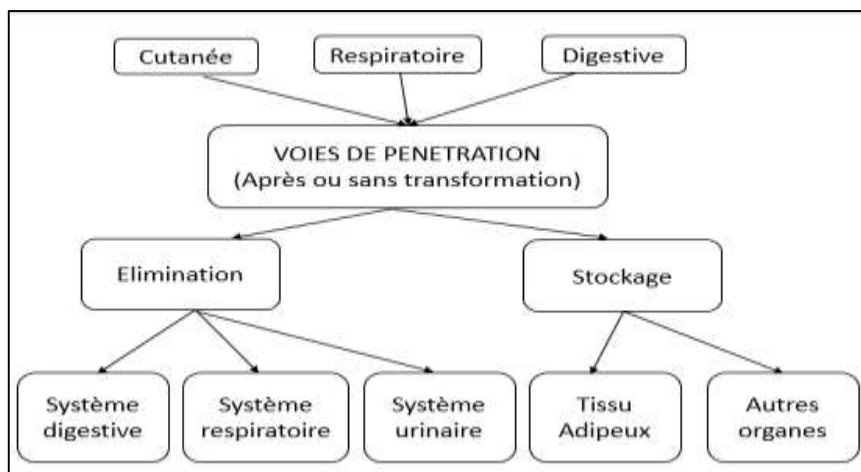 Cutanée
Respiratoire
Digestive
VOIES DE PENETRATION
(Après ou sans transformation)
Elimination
Stockage
Système
digestive
Système
respiratoire
Système
urinaire
Tissu
Adipeux
Autres
organes